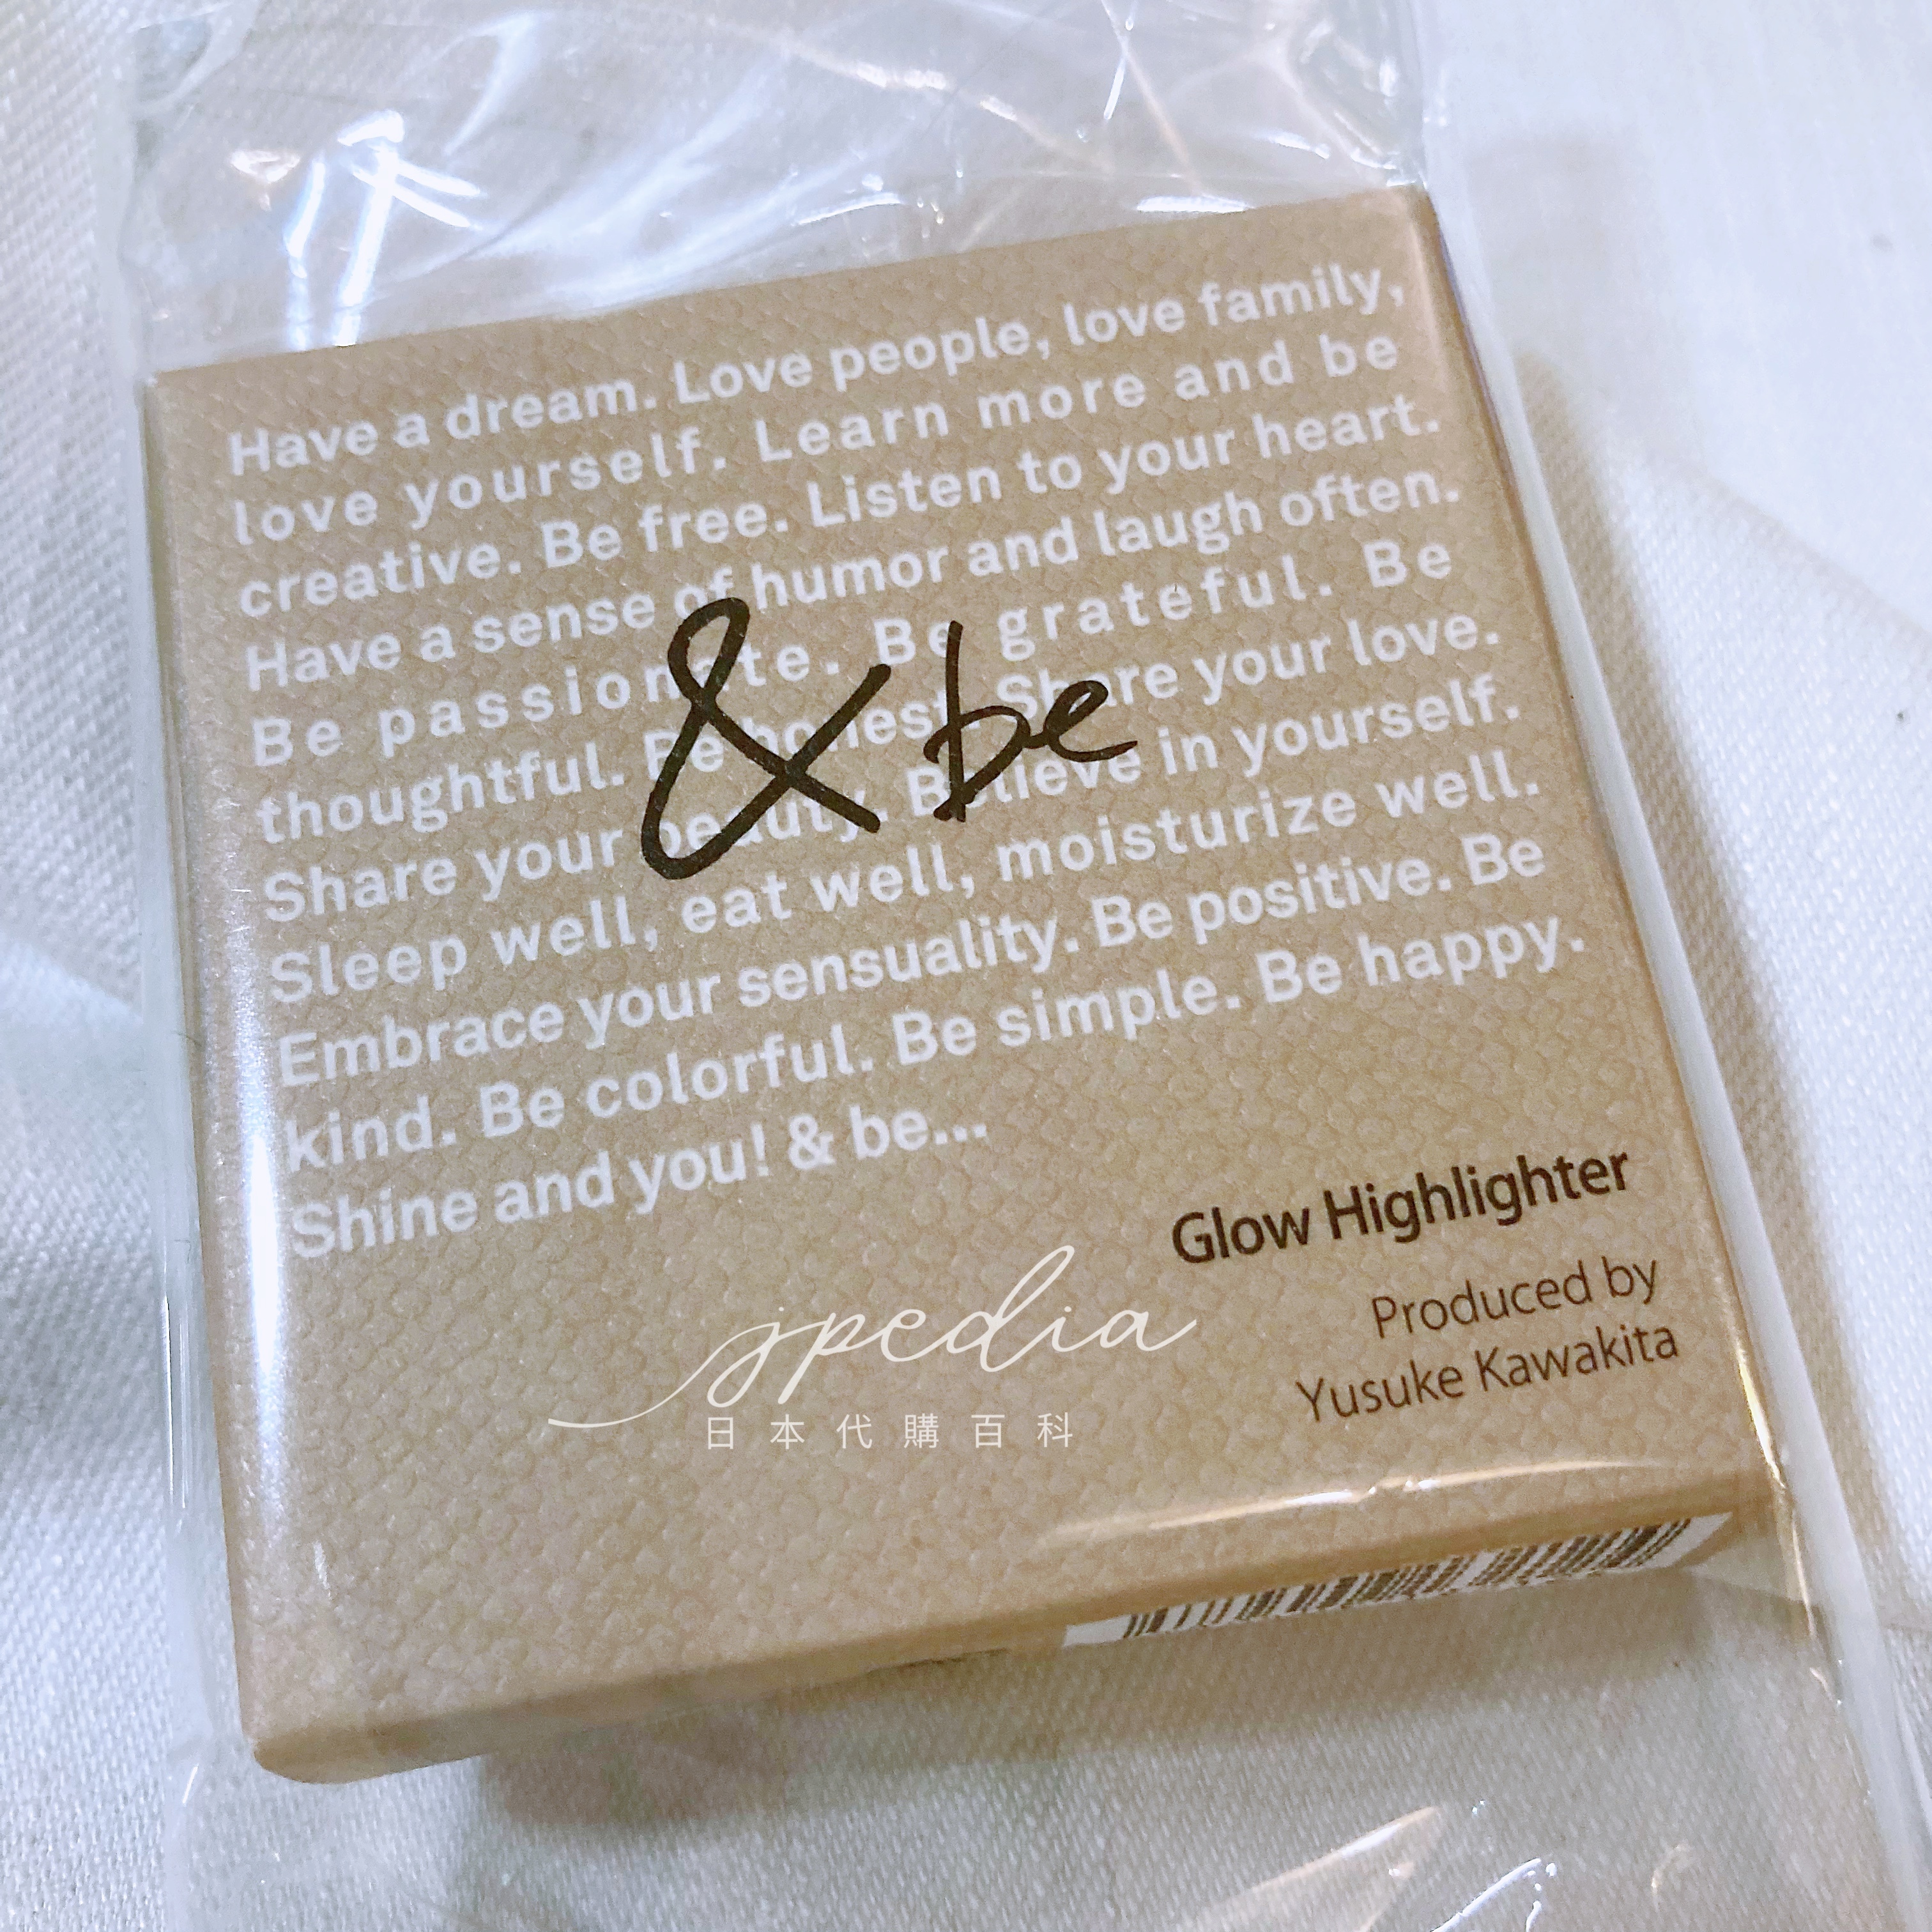 Have a dream. Love people, love family,
love yourself. Learn more and be
creative. Be free. Listen to your heart.
Have a sense of humor and laugh often.
Be passionate. Be grateful. Be
thoughtful. Be honest. Share your love.
Share your beauty. Believe in yourself.
Sleep well, eat well, moisturize well.
Embrace your sensuality. Be positive. Be
kind. Be colorful. Be simple. Be happy.
Shine and you! & be...
& be
Glow Highlighter
Produced by
Yusuke Kawakita
jpedia
日本代購百科